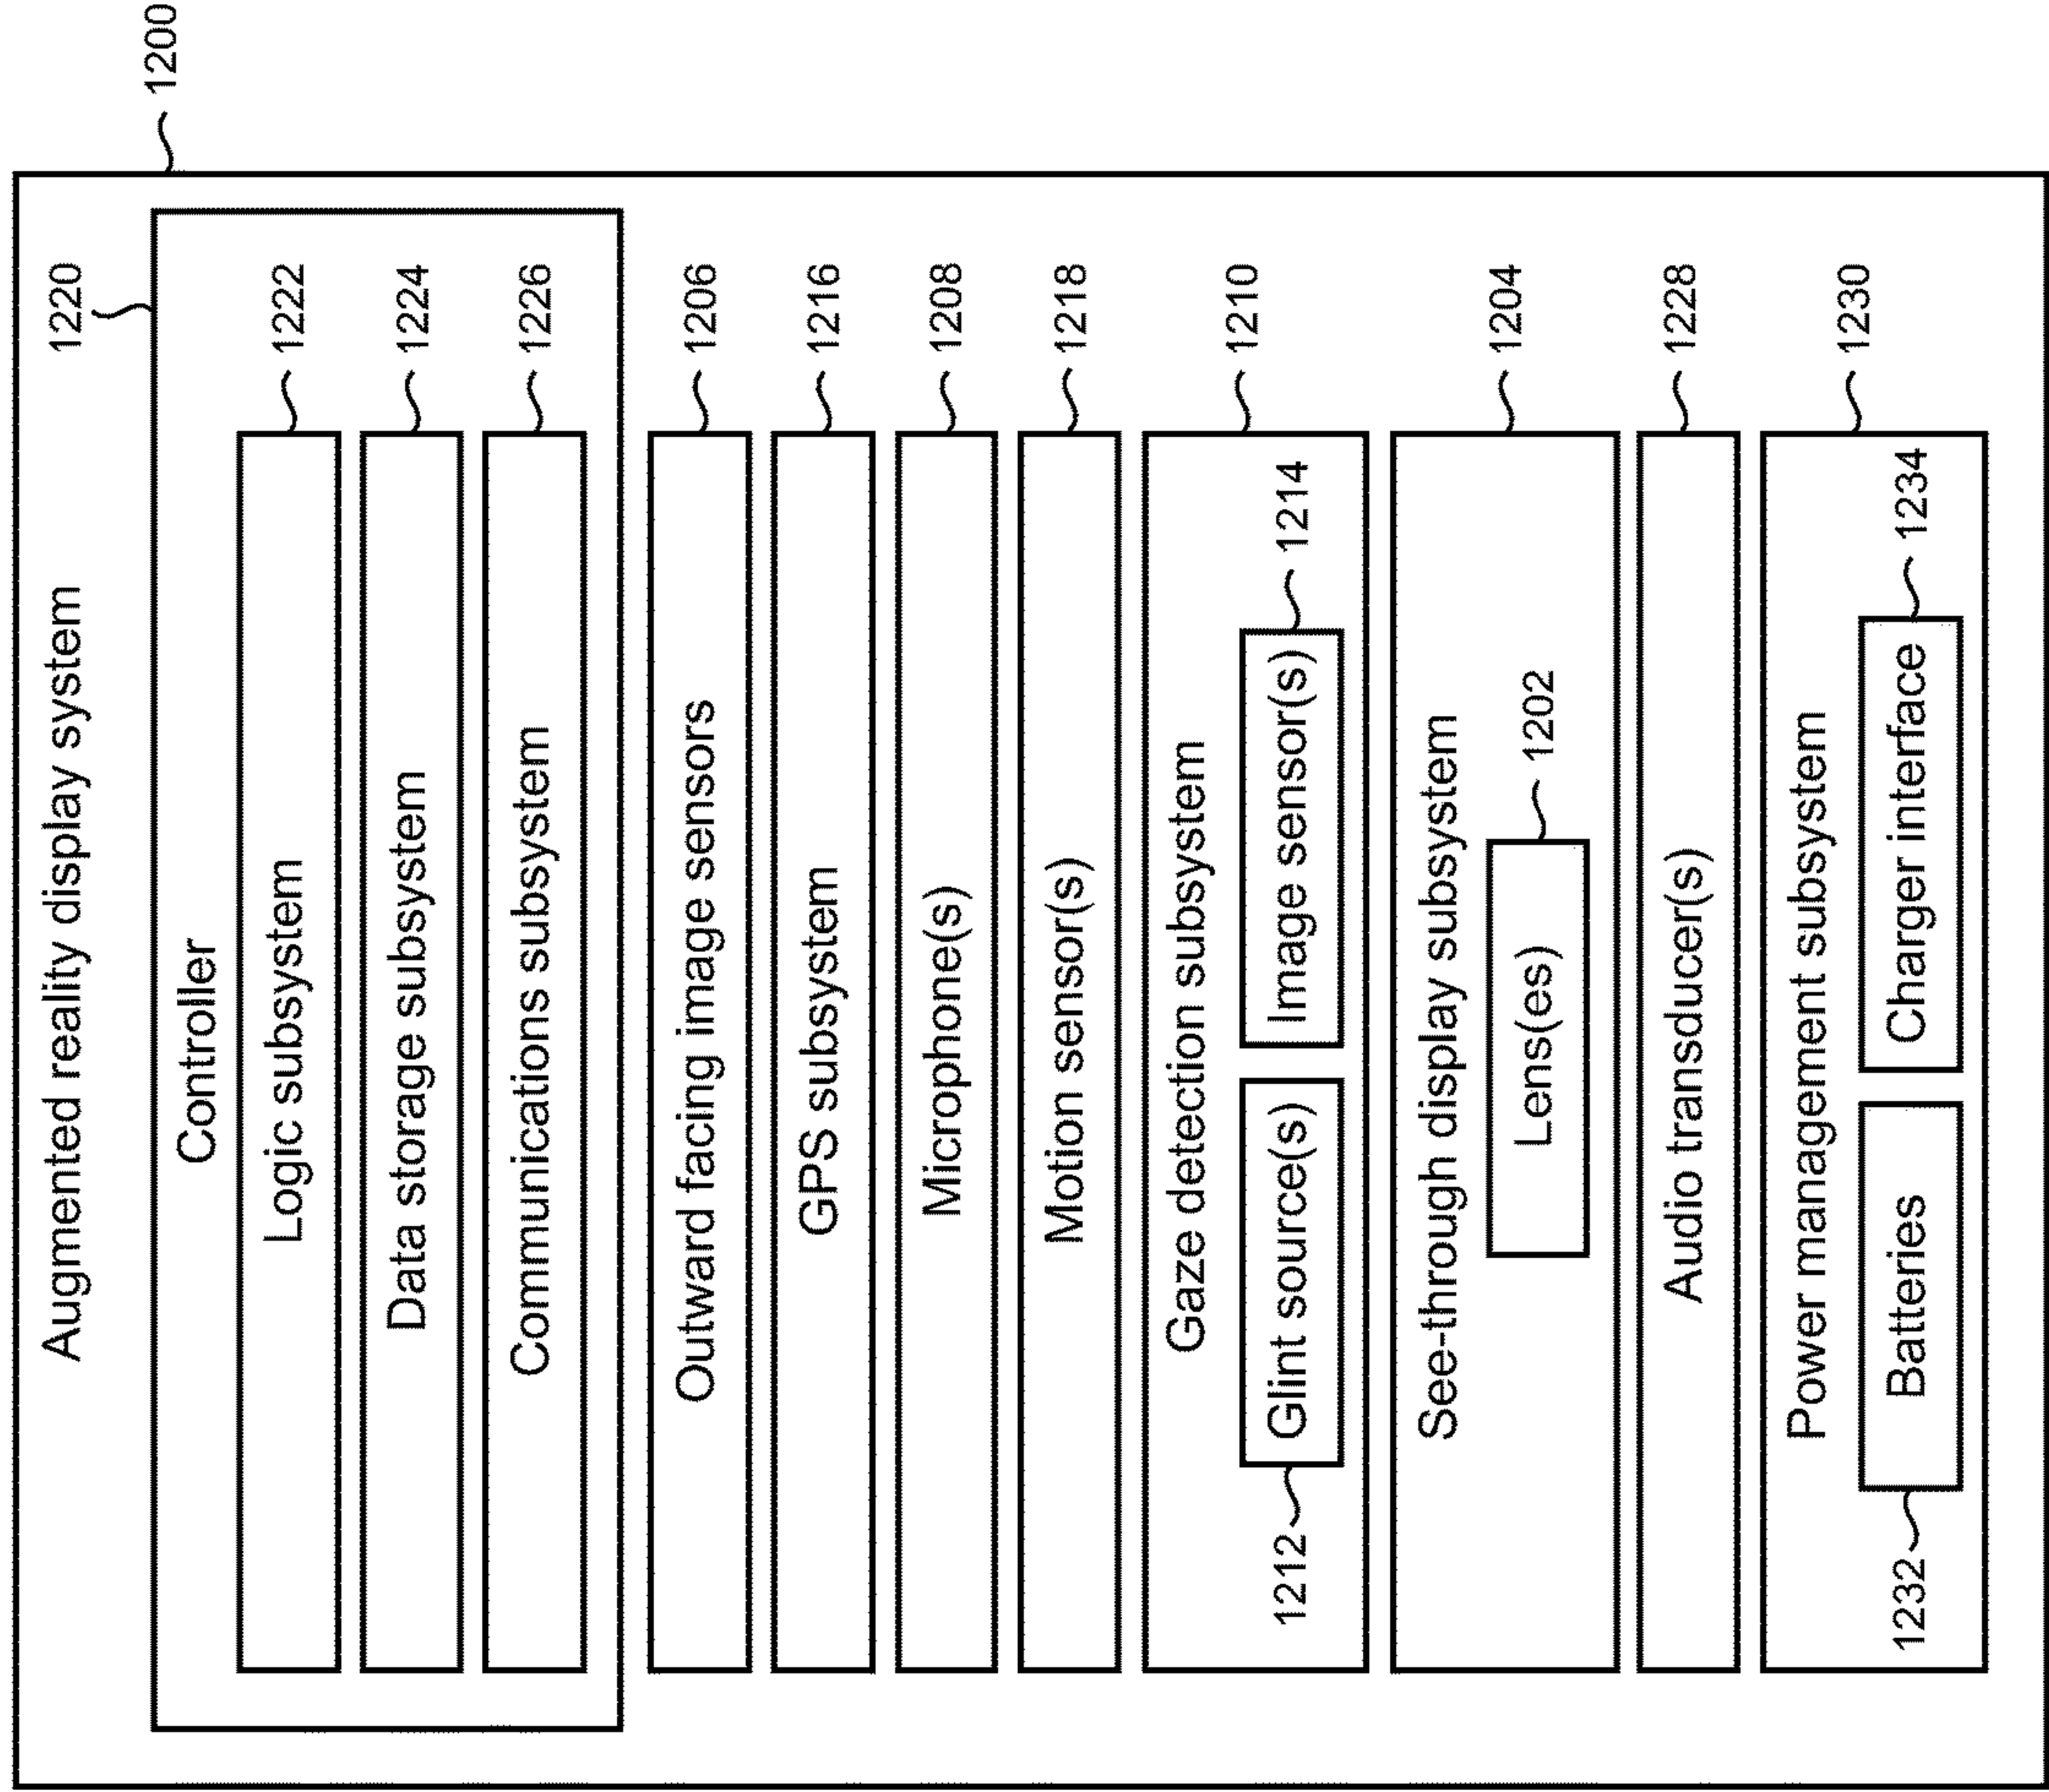 1200
Augmented reality display system
1220
Controller
Logic subsystem
1222
Data storage subsystem
1224
Communications subsystem
1226
Outward facing image sensors
1206
GPS subsystem
1216
Microphone(s)
1208
Motion sensor(s)
1218
Gaze detection subsystem
1210
1212
Glint source(s)
Image sensor(s)
1214
See-through display subsystem
1204
Lens(es)
1202
Audio transducer(s)
1228
Power management subsystem
1230
1232
Batteries
Charger interface
1234